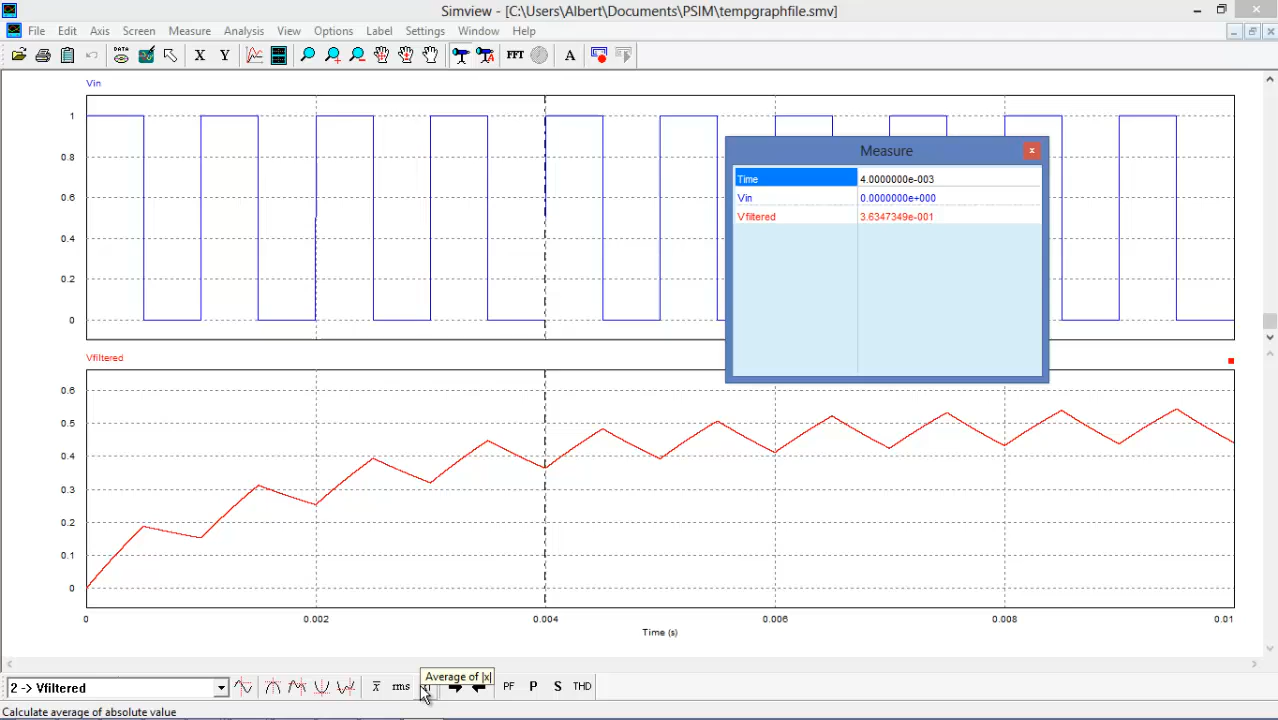 Simview - [C:\Users\Albert\Documents\PSIM\tempgraphfile.smv]
File Edit Axis Screen Measure Analysis View Options Label Settings Window Help
DATA X Y FFT A
Vin
1
0.8
0.6
0.4
0.2
0
Measure
Time 4.0000000e-003
Vin 0.0000000e+000
Vfiltered 3.6347349e-001
Vfiltered
0.6
0.5
0.4
0.3
0.2
0.1
0
0 0.002 0.004 0.006 0.008 0.01
Time (s)
Average of |x|
2 -> Vfiltered x̅ rms |x| PF P S THD
Calculate average of absolute value